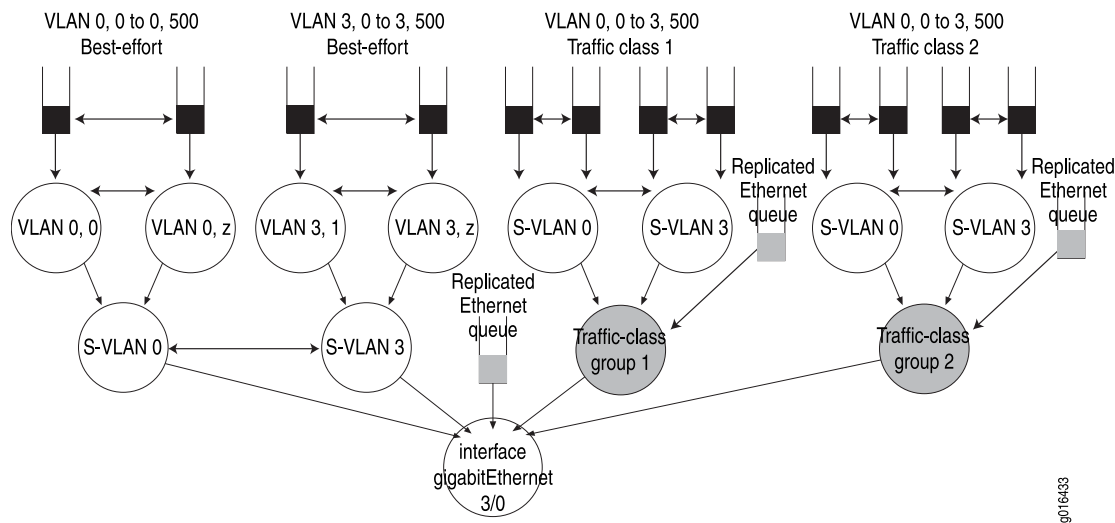 VLAN 0, 0 to 0, 500
Best-effort
VLAN 3, 0 to 3, 500
Best-effort
VLAN 0, 0 to 3, 500
Traffic class 1
VLAN 0, 0 to 3, 500
Traffic class 2
Replicated
Ethernet
queue
Replicated
Ethernet
queue
VLAN 0, 0
VLAN 0, z
VLAN 3, 1
VLAN 3, z
S-VLAN 0
S-VLAN 3
S-VLAN 0
S-VLAN 3
Replicated
Ethernet
queue
S-VLAN 0
S-VLAN 3
Traffic-class
group 1
Traffic-class
group 2
interface
gigabitEthernet
3/0
g016433